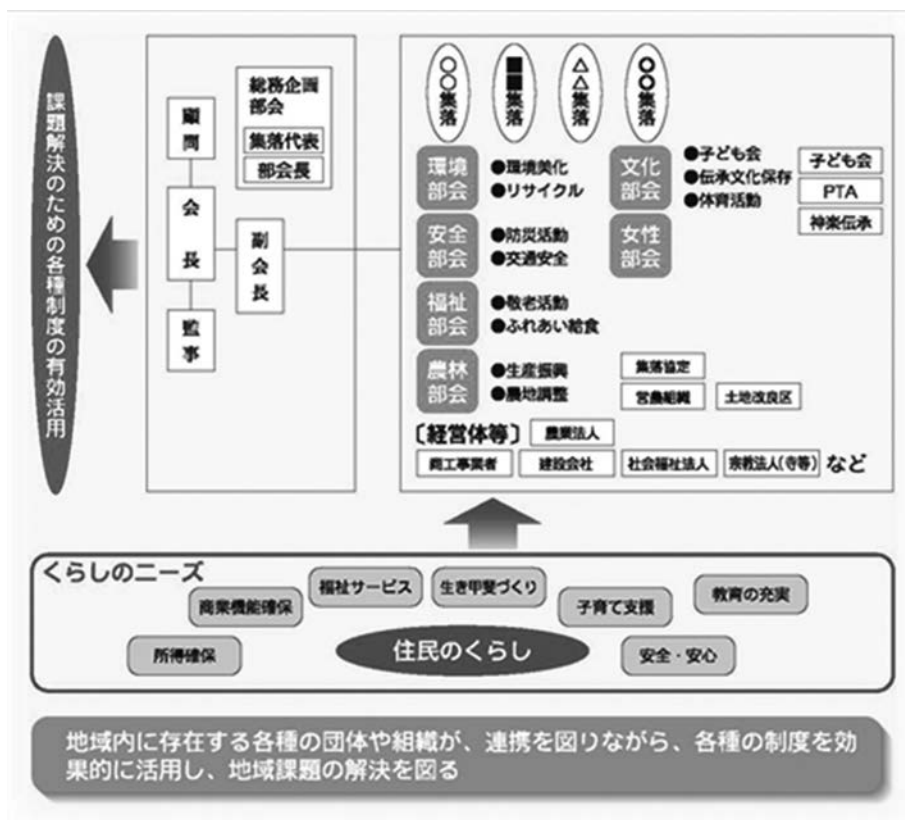 課題解決のための各種制度の有効活用
顧問
会長
監事
副会長
総務企画
部会
集落代表
部会長
○○集落
■■集落
△△集落
○○集落
環境
部会
●環境美化
●リサイクル
安全
部会
●防災活動
●交通安全
福祉
部会
●敬老活動
●ふれあい給食
農林
部会
●生産振興
●農地調整
文化
部会
●子ども会
●伝承文化保存
●体育活動
女性
部会
子ども会
PTA
神楽伝承
集落協定
営農組織
土地改良区
〔経営体等〕
農業法人
商工事業者
建設会社
社会福祉法人
宗教法人(寺等)
など
くらしのニーズ
商業機能確保
福祉サービス
生き甲斐づくり
子育て支援
教育の充実
所得確保
住民のくらし
安全・安心
地域内に存在する各種の団体や組織が、連携を図りながら、各種の制度を効
果的に活用し、地域課題の解決を図る